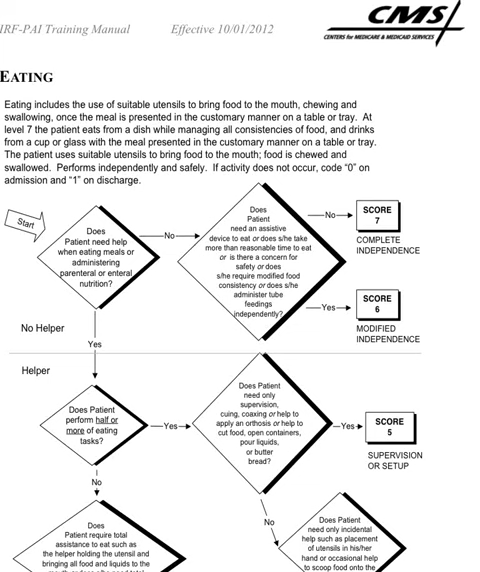 IRF-PAI Training Manual Effective 10/01/2012
CMS
CENTERS for MEDICARE & MEDICAID SERVICES
EATING
Eating includes the use of suitable utensils to bring food to the mouth, chewing and
swallowing, once the meal is presented in the customary manner on a table or tray. At
level 7 the patient eats from a dish while managing all consistencies of food, and drinks
from a cup or glass with the meal presented in the customary manner on a table or tray.
The patient uses suitable utensils to bring food to the mouth; food is chewed and
swallowed. Performs independently and safely. If activity does not occur, code "0" on
admission and "1" on discharge.
Start
Does
Patient need help
when eating meals or
administering
parenteral or enteral
nutrition?
No
Does
Patient
need an assistive
device to eat or does s/he take
more than reasonable time to eat
or is there a concern for
safety or does
s/he require modified food
consistency or does s/he
administer tube
feedings
independently?
No
SCORE
7
COMPLETE
INDEPENDENCE
Yes
SCORE
6
MODIFIED
INDEPENDENCE
No Helper
Yes
Helper
Does Patient
perform half or
more of eating
tasks?
Yes
Does Patient
need only
supervision,
cuing, coaxing or help to
apply an orthosis or help to
cut food, open containers,
pour liquids,
or butter
bread?
Yes
SCORE
5
SUPERVISION
OR SETUP
No
No
Does
Patient require total
assistance to eat such as
the helper holding the utensil and
bringing all food and liquids to the
Does Patient
need only incidental
help such as placement
of utensils in his/her
hand or occasional help
to scoop food onto the